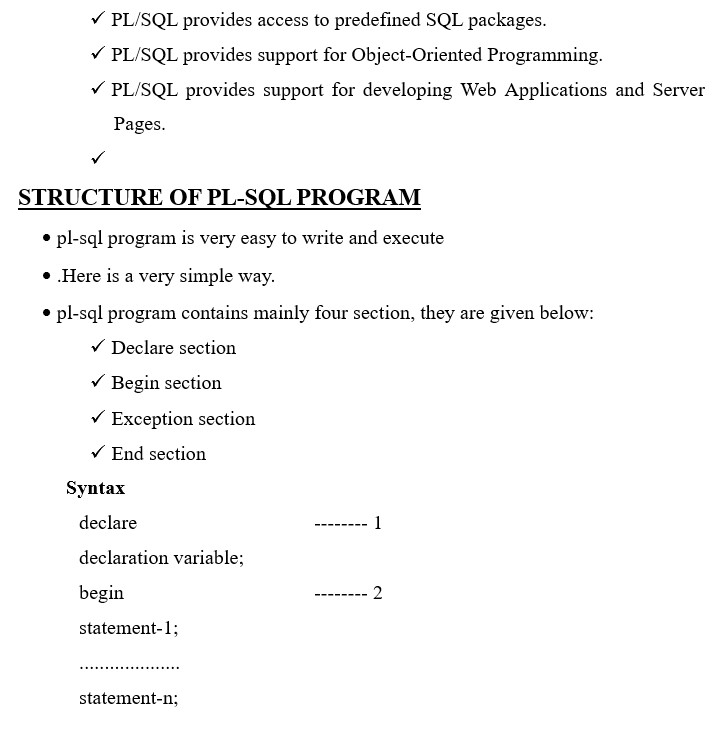 ✓ PL/SQL provides access to predefined SQL packages.
✓ PL/SQL provides support for Object-Oriented Programming.
✓ PL/SQL provides support for developing Web Applications and Server
Pages.
✓
STRUCTURE OF PL-SQL PROGRAM
• pl-sql program is very easy to write and execute
• .Here is a very simple way.
• pl-sql program contains mainly four section, they are given below:
✓ Declare section
✓ Begin section
✓ Exception section
✓ End section
Syntax
declare -------- 1
declaration variable;
begin -------- 2
statement-1;
....................
statement-n;